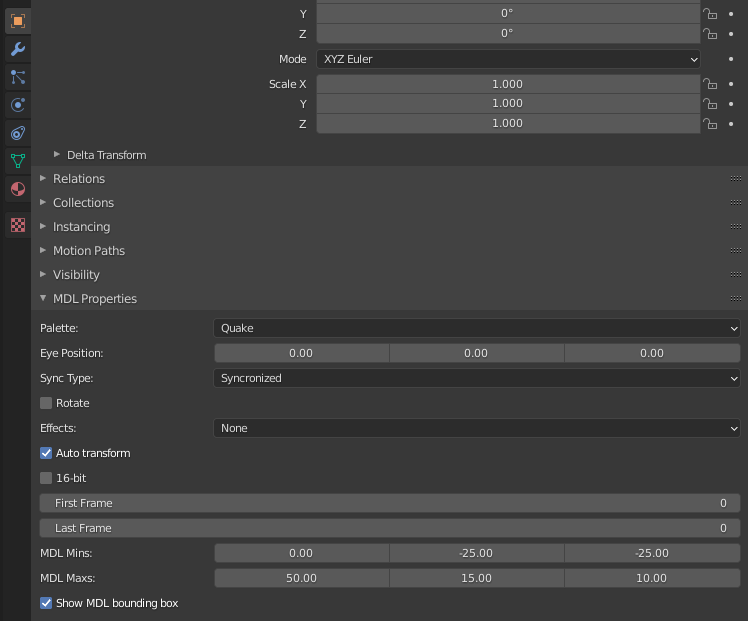 Y 0°
Z 0°
Mode XYZ Euler
Scale X 1.000
Y 1.000
Z 1.000
Delta Transform
Relations
Collections
Instancing
Motion Paths
Visibility
MDL Properties
Palette: Quake
Eye Position: 0.00 0.00 0.00
Sync Type: Syncronized
Rotate
Effects: None
Auto transform
16-bit
First Frame 0
Last Frame 0
MDL Mins: 0.00 -25.00 -25.00
MDL Maxs: 50.00 15.00 10.00
Show MDL bounding box